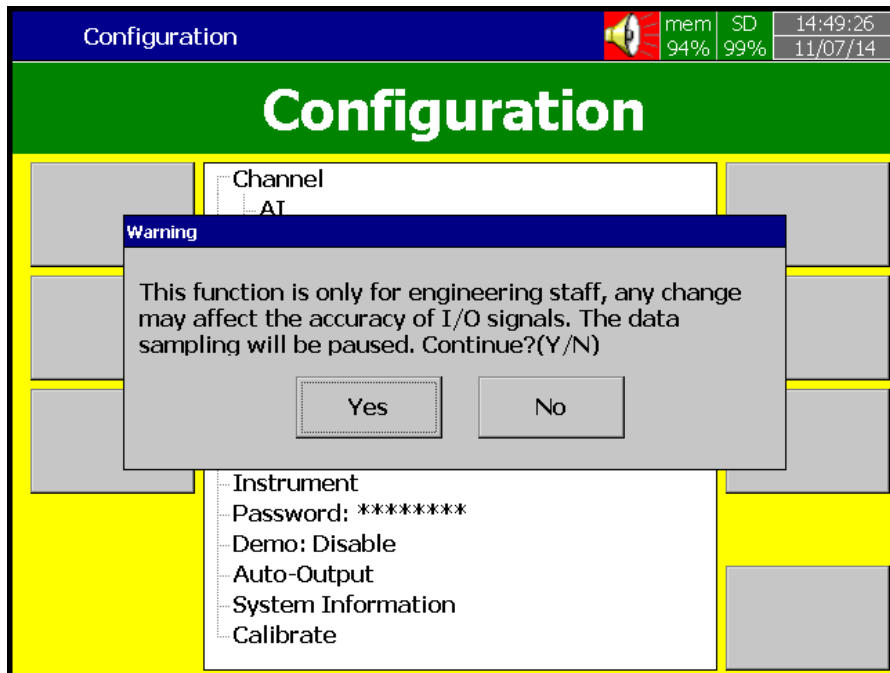 Configuration
mem
94%
SD
99%
14:49:26
11/07/14
Configuration
Channel
AI
Warning
This function is only for engineering staff, any change
may affect the accuracy of I/O signals. The data
sampling will be paused. Continue?(Y/N)
Yes
No
Instrument
Password: ********
Demo: Disable
Auto-Output
System Information
Calibrate